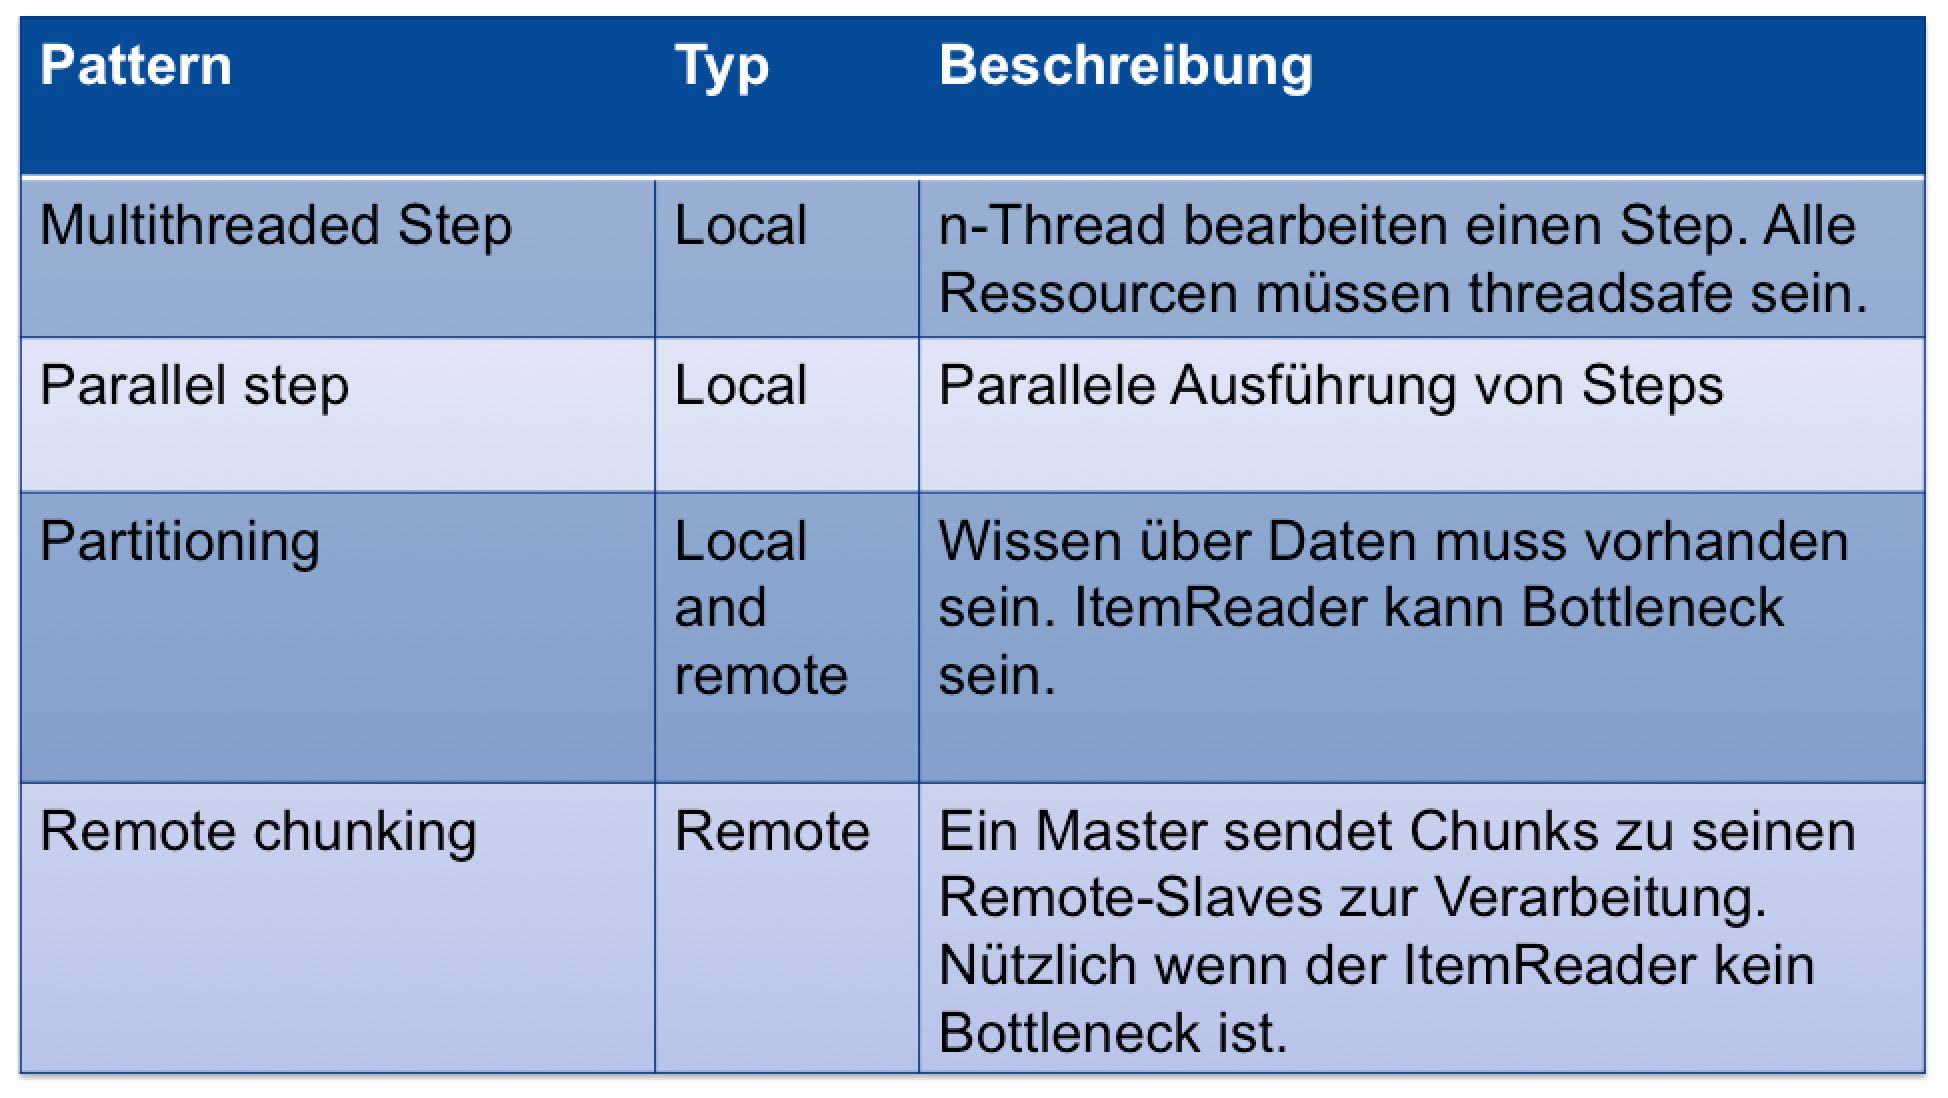 Pattern Typ Beschreibung
Multithreaded Step Local n-Thread bearbeiten einen Step. Alle
Ressourcen müssen threadsafe sein.
Parallel step Local Parallele Ausführung von Steps
Partitioning Local Wissen über Daten muss vorhanden
and sein. ItemReader kann Bottleneck
remote sein.
Remote chunking Remote Ein Master sendet Chunks zu seinen
Remote-Slaves zur Verarbeitung.
Nützlich wenn der ItemReader kein
Bottleneck ist.